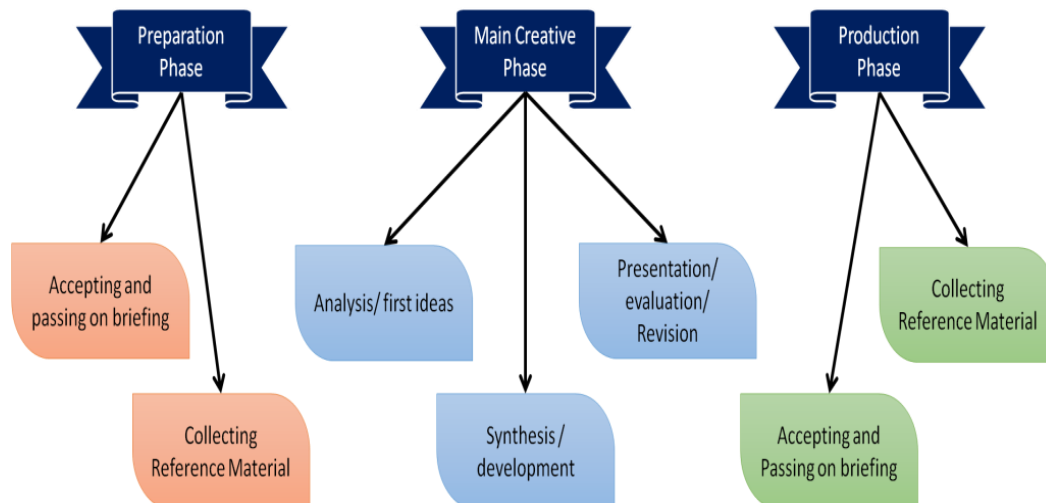 Preparation
Phase
Main Creative
Phase
Production
Phase
Accepting and
passing on briefing
Collecting
Reference Material
Analysis/ first ideas
Synthesis /
development
Presentation/
evaluation/
Revision
Accepting and
Passing on briefing
Collecting
Reference Material